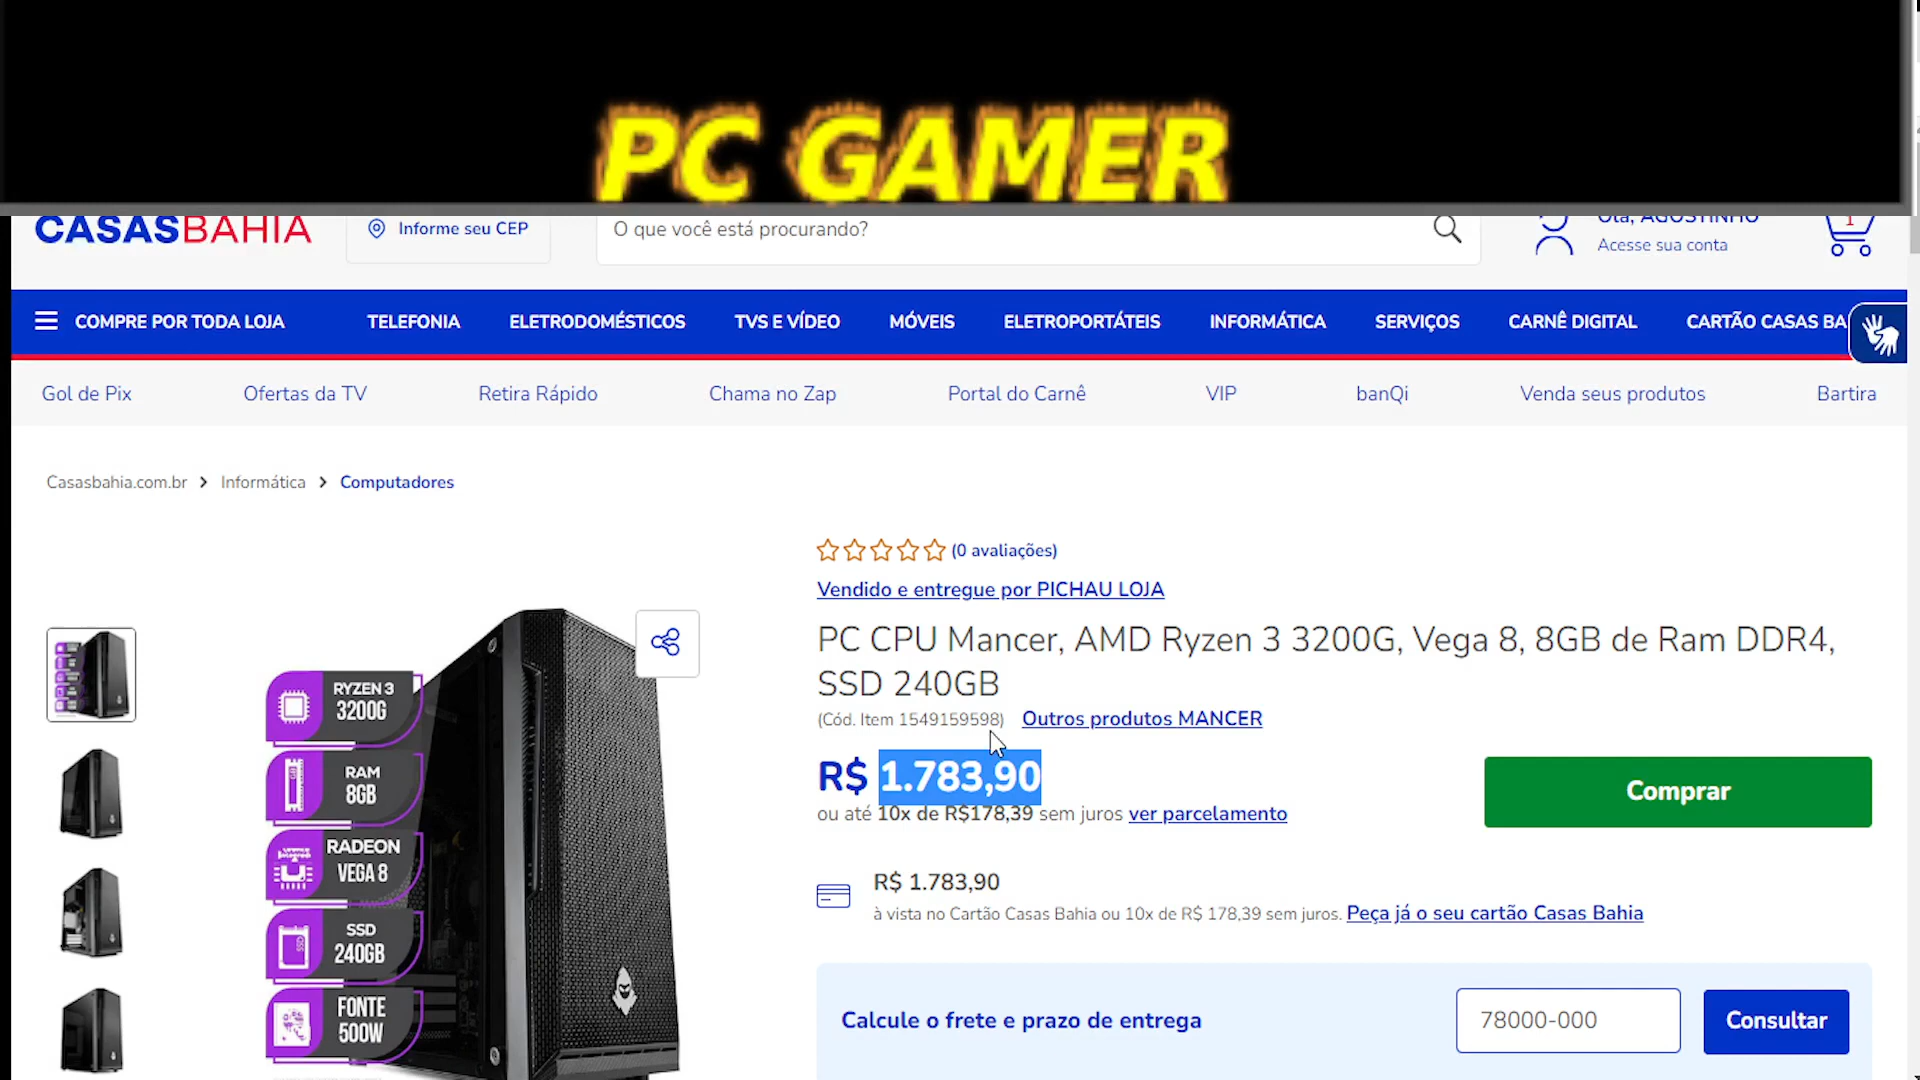 PC GAMER
CASASBAHIA
Informe seu CEP
O que você está procurando?
Olá, AGOSTINHO
Acesse sua conta
1
COMPRE POR TODA LOJA
TELEFONIA
ELETRODOMÉSTICOS
TVS E VÍDEO
MÓVEIS
ELETROPORTÁTEIS
INFORMÁTICA
SERVIÇOS
CARNÊ DIGITAL
CARTÃO CASAS BA
Gol de Pix
Ofertas da TV
Retira Rápido
Chama no Zap
Portal do Carnê
VIP
banQi
Venda seus produtos
Bartira
Casasbahia.com.br
Informática
Computadores
(0 avaliações)
Vendido e entregue por PICHAU LOJA
PC CPU Mancer, AMD Ryzen 3 3200G, Vega 8, 8GB de Ram DDR4,
SSD 240GB
(Cód. Item 1549159598)
Outros produtos MANCER
R$ 1.783,90
ou até 10x de R$178,39 sem juros ver parcelamento
Comprar
R$ 1.783,90
à vista no Cartão Casas Bahia ou 10x de R$ 178,39 sem juros. Peça já o seu cartão Casas Bahia
Calcule o frete e prazo de entrega
78000-000
Consultar
RYZEN 3
3200G
RAM
8GB
RADEON
VEGA 8
SSD
240GB
FONTE
500W